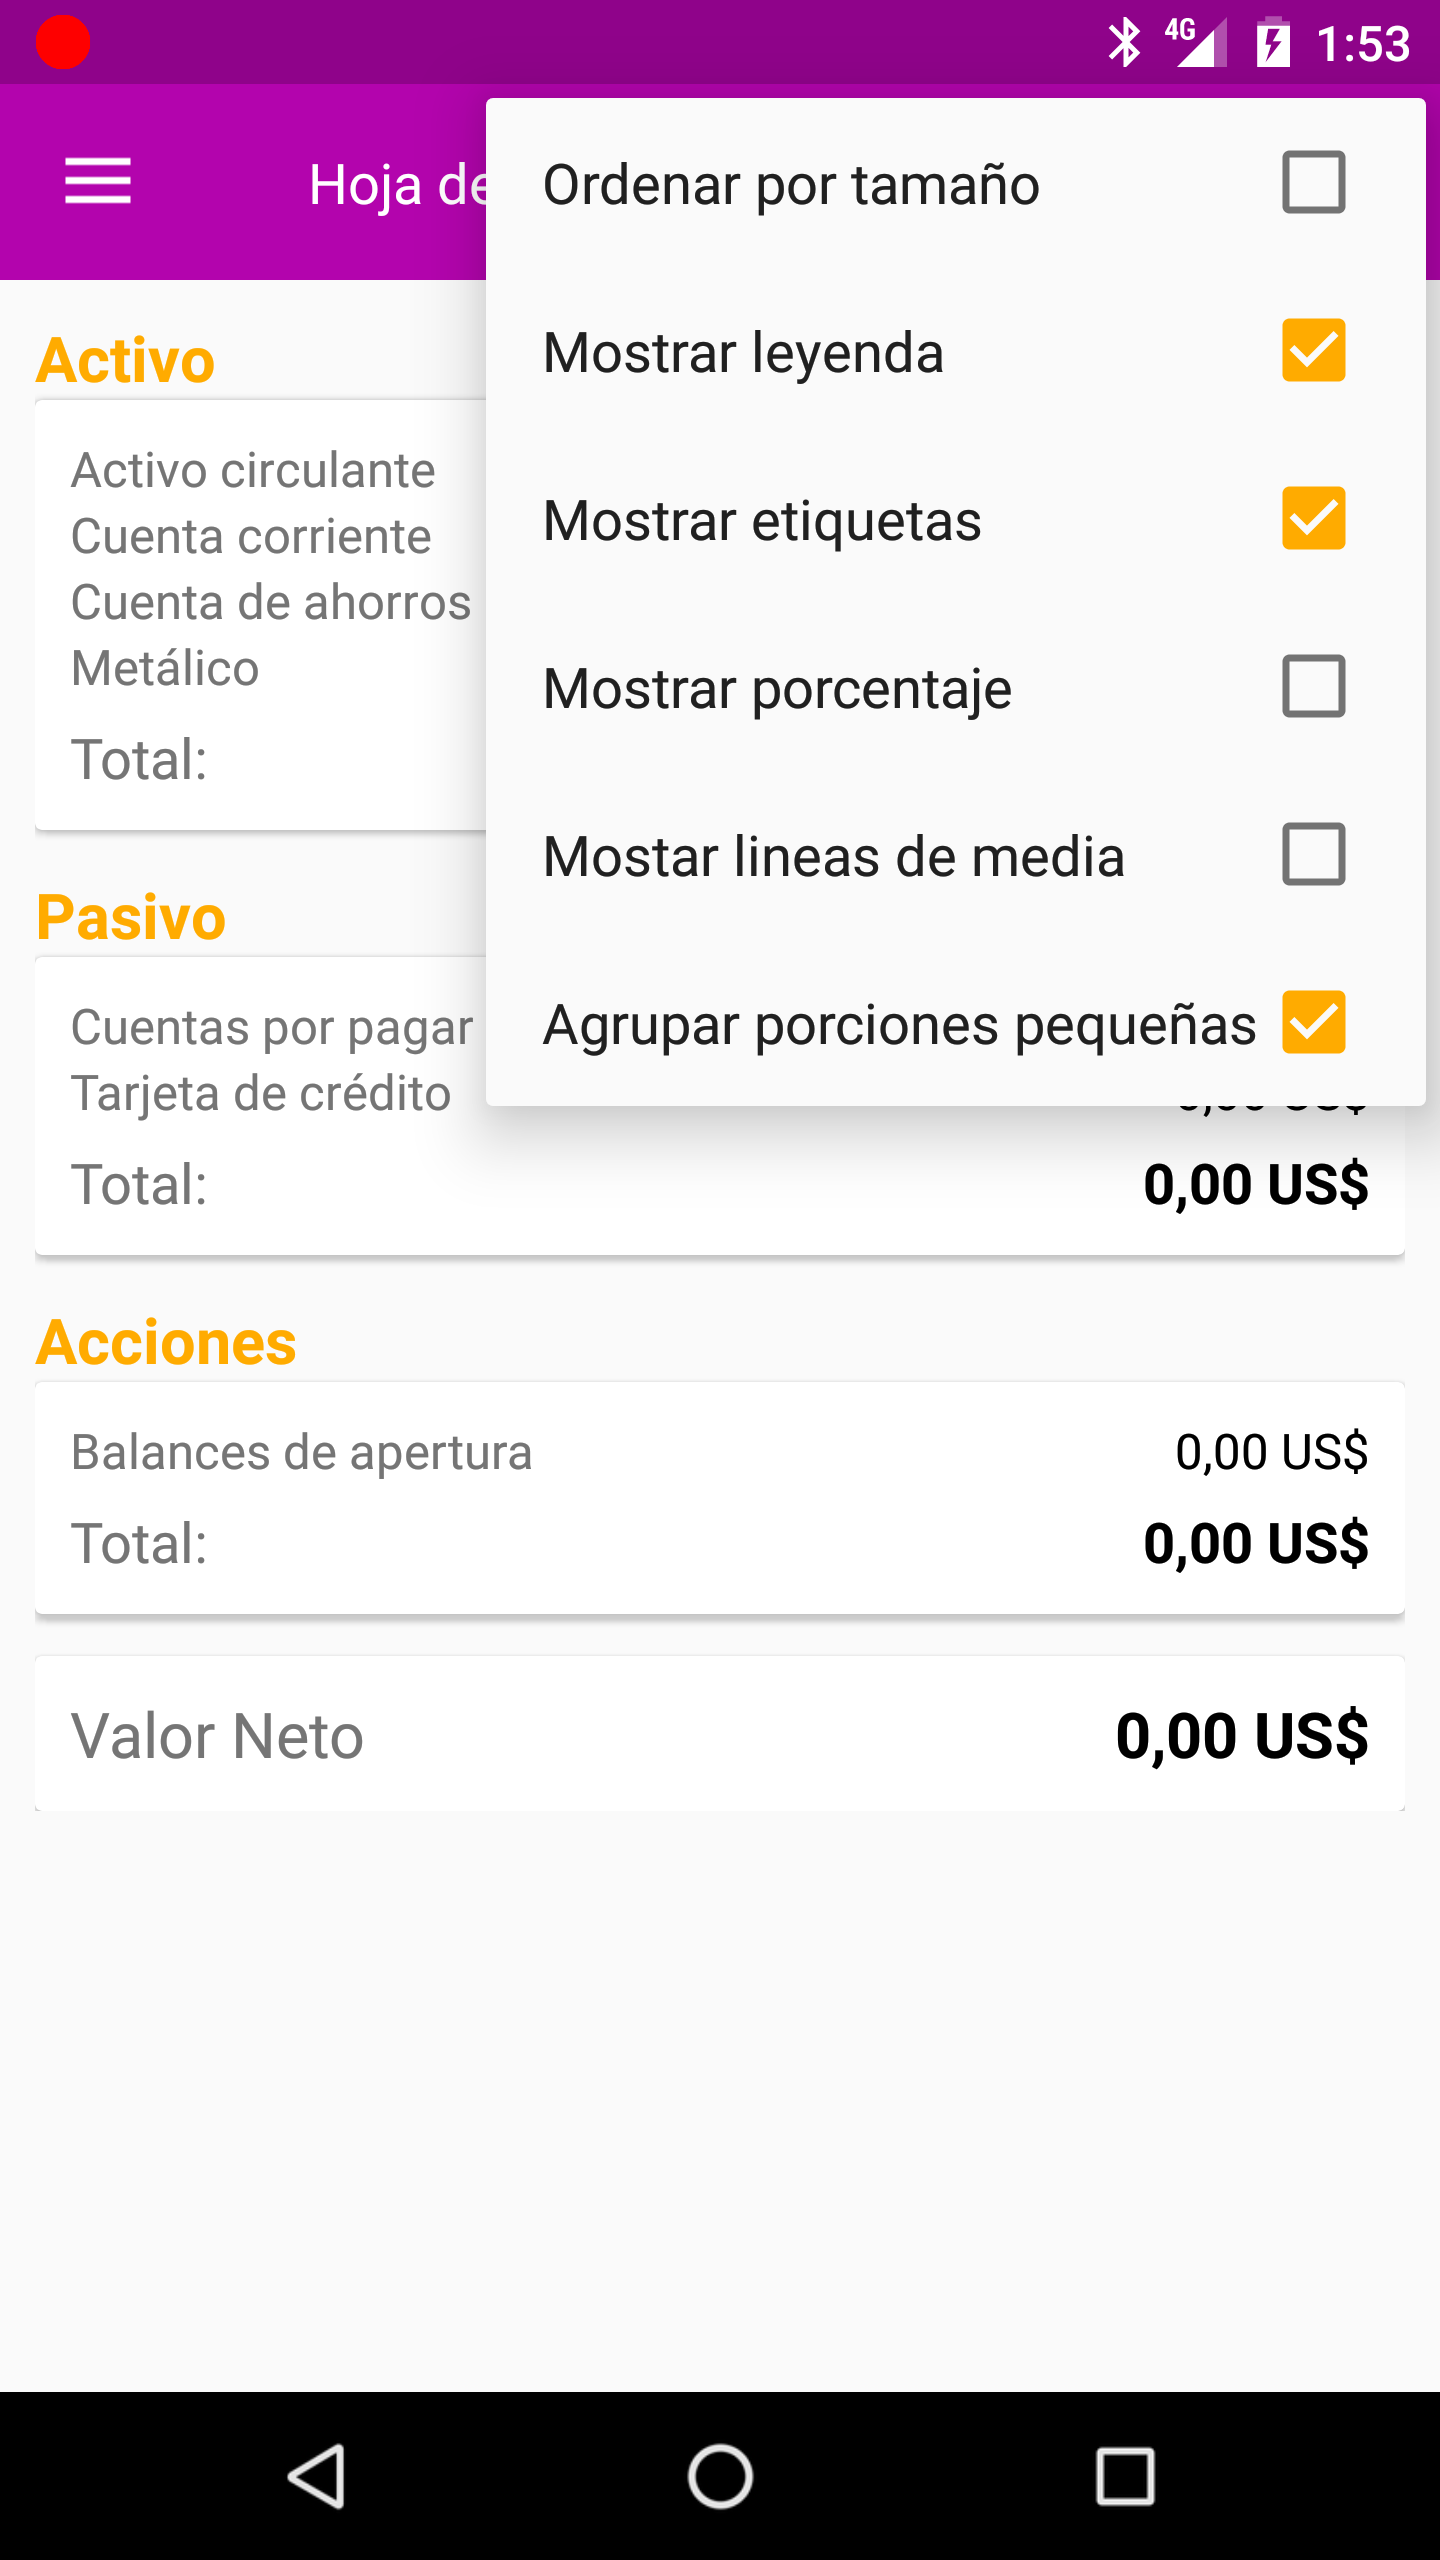 4G 1:53
Hoja de
Ordenar por tamaño
Mostrar leyenda
Mostrar etiquetas
Mostrar porcentaje
Mostar lineas de media
Agrupar porciones pequeñas
Activo
Activo circulante
Cuenta corriente
Cuenta de ahorros
Metálico
Total:
Pasivo
Cuentas por pagar
Tarjeta de crédito
Total: 0,00 US$
Acciones
Balances de apertura 0,00 US$
Total: 0,00 US$
Valor Neto 0,00 US$